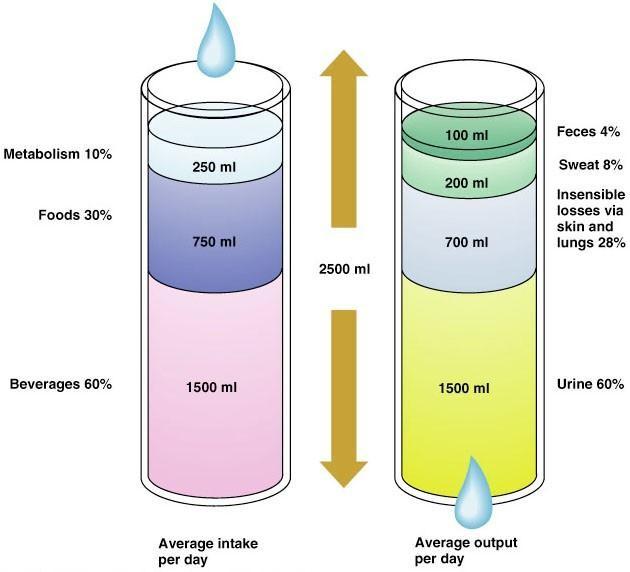 100 ml
Feces 4%
Metabolism 10%
250 ml
Sweat 8%
200 ml
Insensible
losses via
skin and
lungs 28%
Foods 30%
750 ml
700 ml
2500 ml
Beverages 60%
1500 ml
1500 ml
Urine 60%
Average intake
per day
Average output
per day